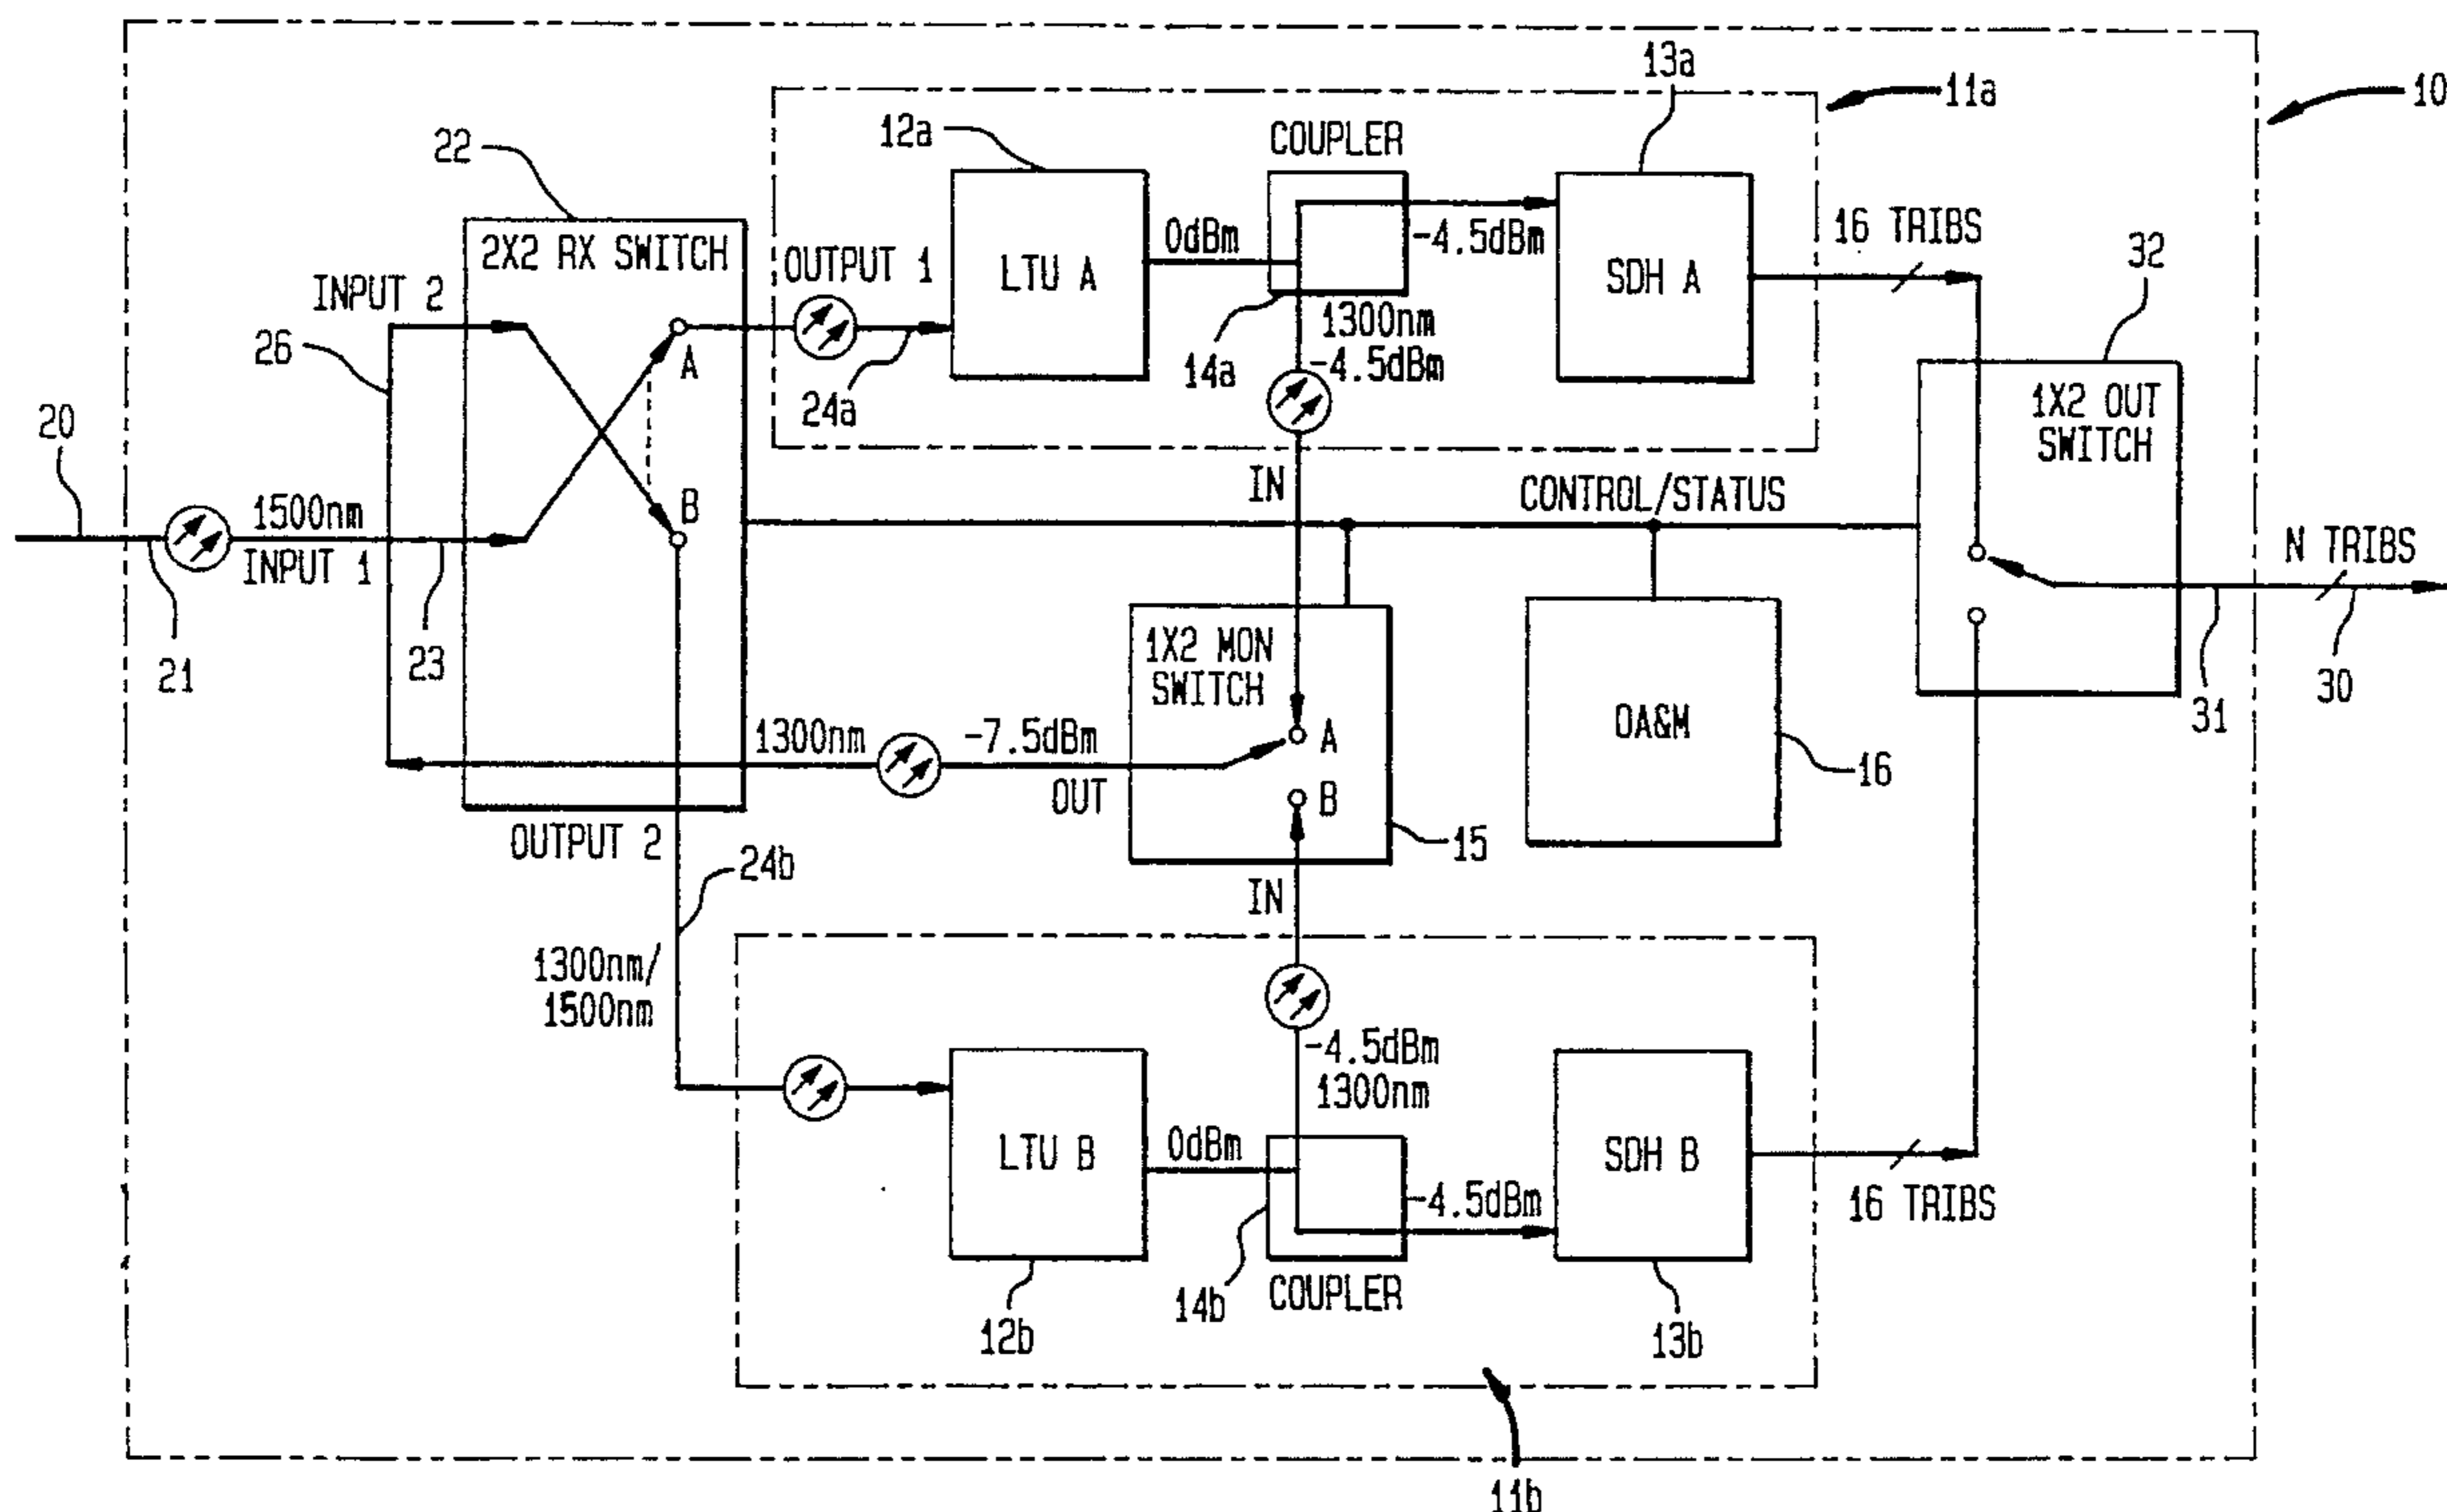 10
11a
13a
12a
COUPLER
22
16 TRIBS
32
2X2 RX SWITCH
OUTPUT 1
LTU A
0dBm
-4.5dBm
SDH A
INPUT 2
A
1300nm
-4.5dBm
14a
26
24a
1X2 OUT
SWITCH
20
B
IN
CONTROL/STATUS
1500nm
INPUT 1
N TRIBS
21
23
1X2 MON
SWITCH
31
30
1300nm
-7.5dBm
A
OA&M
OUT
B
16
OUTPUT 2
15
24b
IN
1300nm/
1500nm
-4.5dBm
1300nm
LTU B
0dBm
-4.5dBm
SDH B
16 TRIBS
14b
COUPLER
12b
13b
11b